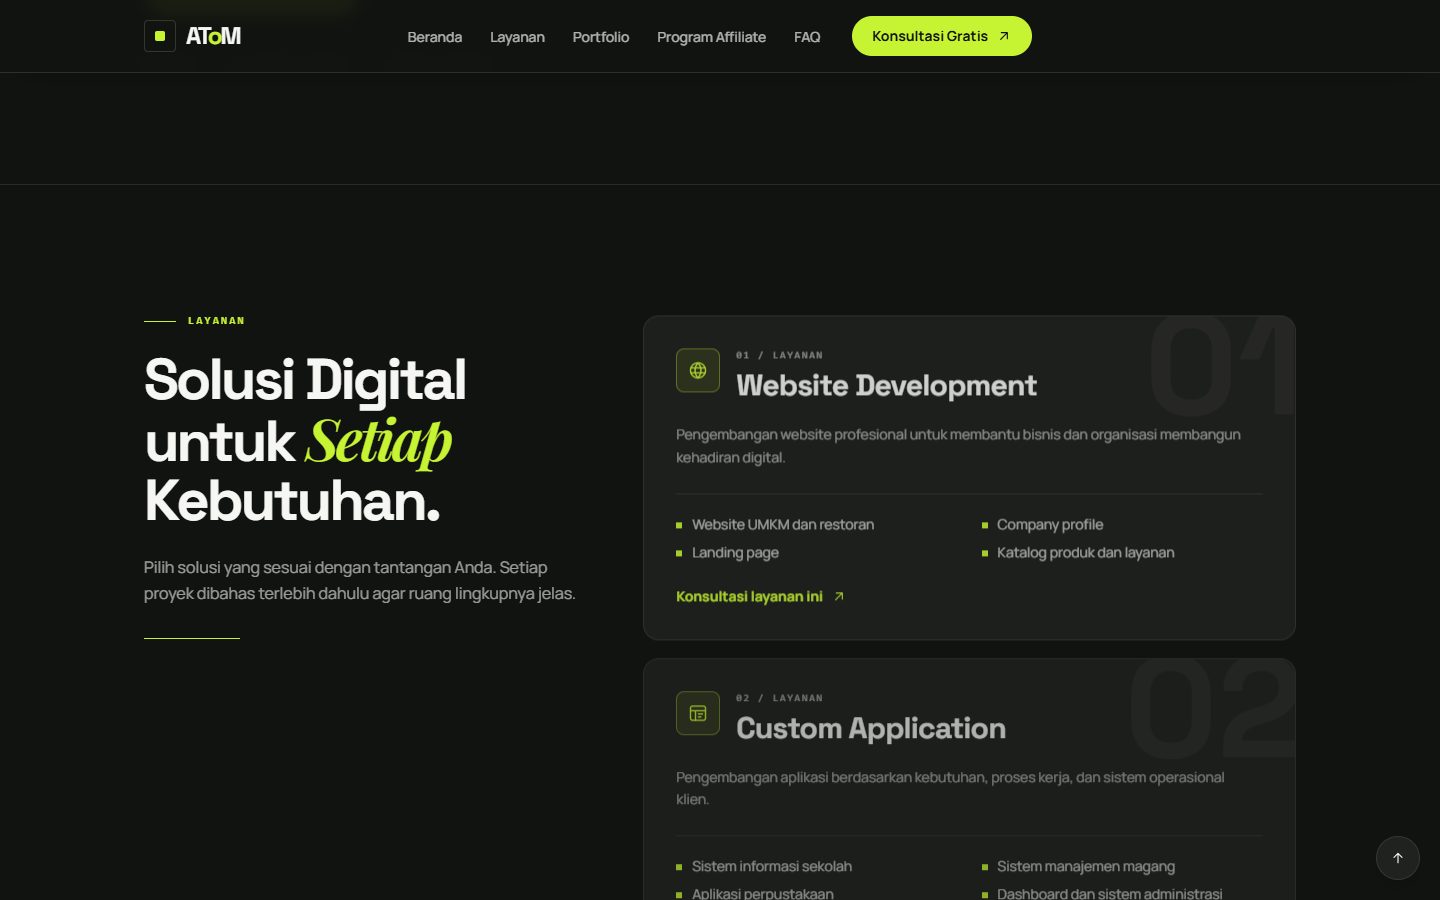 ATOM
Beranda
Layanan
Portfolio
Program Affiliate
FAQ
Konsultasi Gratis
LAYANAN
Solusi Digital
untuk Setiap
Kebutuhan.
Pilih solusi yang sesuai dengan tantangan Anda. Setiap
proyek dibahas terlebih dahulu agar ruang lingkupnya jelas.
01
01 / LAYANAN
Website Development
Pengembangan website profesional untuk membantu bisnis dan organisasi membangun
kehadiran digital.
Website UMKM dan restoran
Company profile
Landing page
Katalog produk dan layanan
Konsultasi layanan ini
02
02 / LAYANAN
Custom Application
Pengembangan aplikasi berdasarkan kebutuhan, proses kerja, dan sistem operasional
klien.
Sistem informasi sekolah
Sistem manajemen magang
Aplikasi perpustakaan
Dashboard dan sistem administrasi